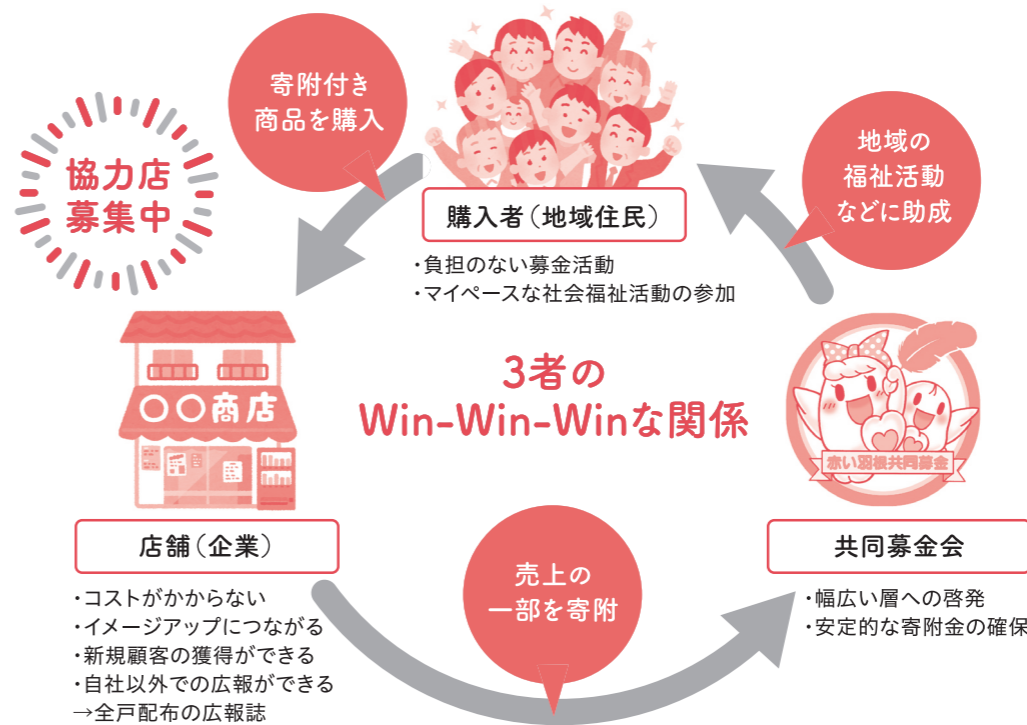 協力店
募集中
寄附付き
商品を購入
地域の
福祉活動
などに助成
購入者（地域住民）
・負担のない募金活動
・マイペースな社会福祉活動の参加
3者の
Win-Win-Winな関係
〇〇商店
赤い羽根共同募金
店舗（企業）
・コストがかからない
・イメージアップにつながる
・新規顧客の獲得ができる
・自社以外での広報ができる
→全戸配布の広報誌
売上の
一部を寄附
共同募金会
・幅広い層への啓発
・安定的な寄附金の確保